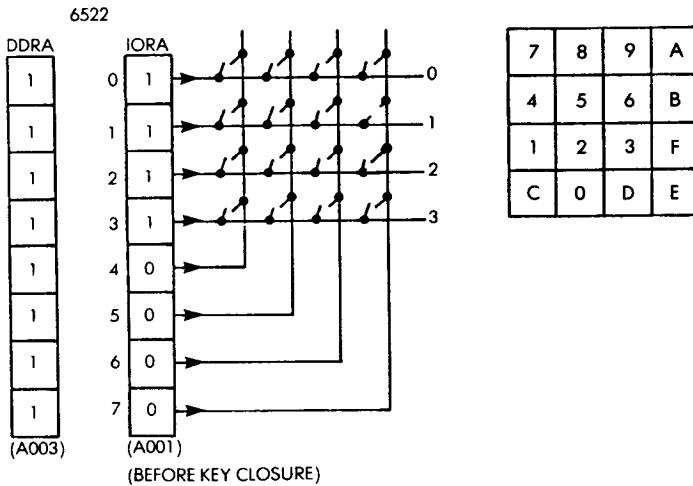 6522
DDRA
IORA
1 0 1 0
1 1 1 1
1 2 1 2
1 3 1 3
1 4 0
1 5 0
1 6 0
1 7 0
(A003) (A001)
(BEFORE KEY CLOSURE)
7 8 9 A
4 5 6 B
1 2 3 F
C 0 D E